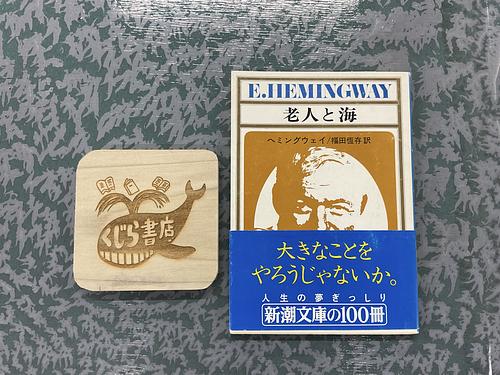 くじら書店
E.HEMINGWAY
老人と海
ヘミングウェイ/福田恆存訳
大きなことを
やろうじゃないか。
人生の夢ぎっしり
新潮文庫の100冊